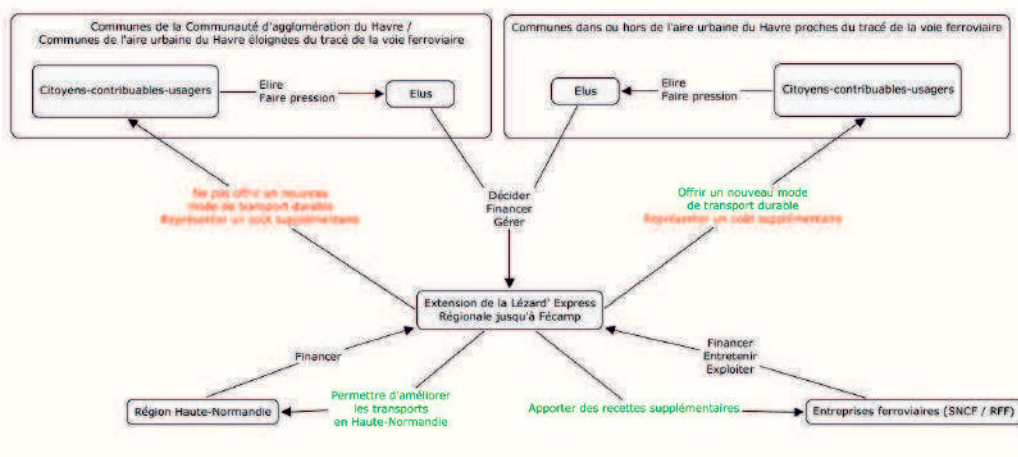 Communes de la Communauté d'agglomération du Havre /
Communes de l'aire urbaine du Havre éloignées du tracé de la voie ferroviaire
Citoyens-contribuables-usagers
Elire
Faire pression
Elus
Communes dans ou hors de l'aire urbaine du Havre proches du tracé de la voie ferroviaire
Elus
Elire
Faire pression
Citoyens-contribuables-usagers
Ne pas offrir un nouveau
mode de transport durable
Représenter un coût supplémentaire
Décider
Financer
Gérer
Offrir un nouveau mode
de transport durable
Représenter un coût supplémentaire
Extension de la Lézard' Express
Régionale jusqu'à Fécamp
Financer
Financer
Entretenir
Exploiter
Région Haute-Normandie
Permettre d'améliorer
les transports
en Haute-Normandie
Apporter des recettes supplémentaires
Entreprises ferroviaires (SNCF / RFF)